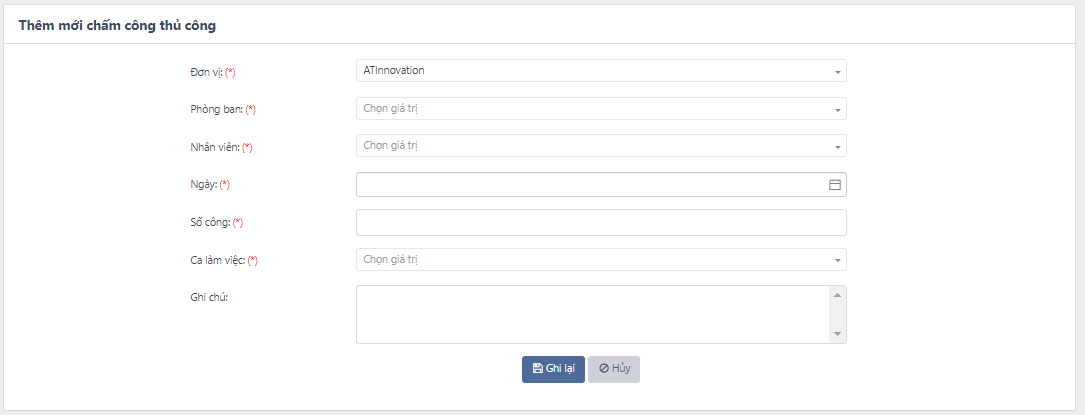 Thêm mới chấm công thủ công
Đơn vị: (*) ATInnovation
Phòng ban: (*) Chọn giá trị
Nhân viên: (*) Chọn giá trị
Ngày: (*)
Số công: (*)
Ca làm việc: (*) Chọn giá trị
Ghi chú:
Ghi lại Hủy